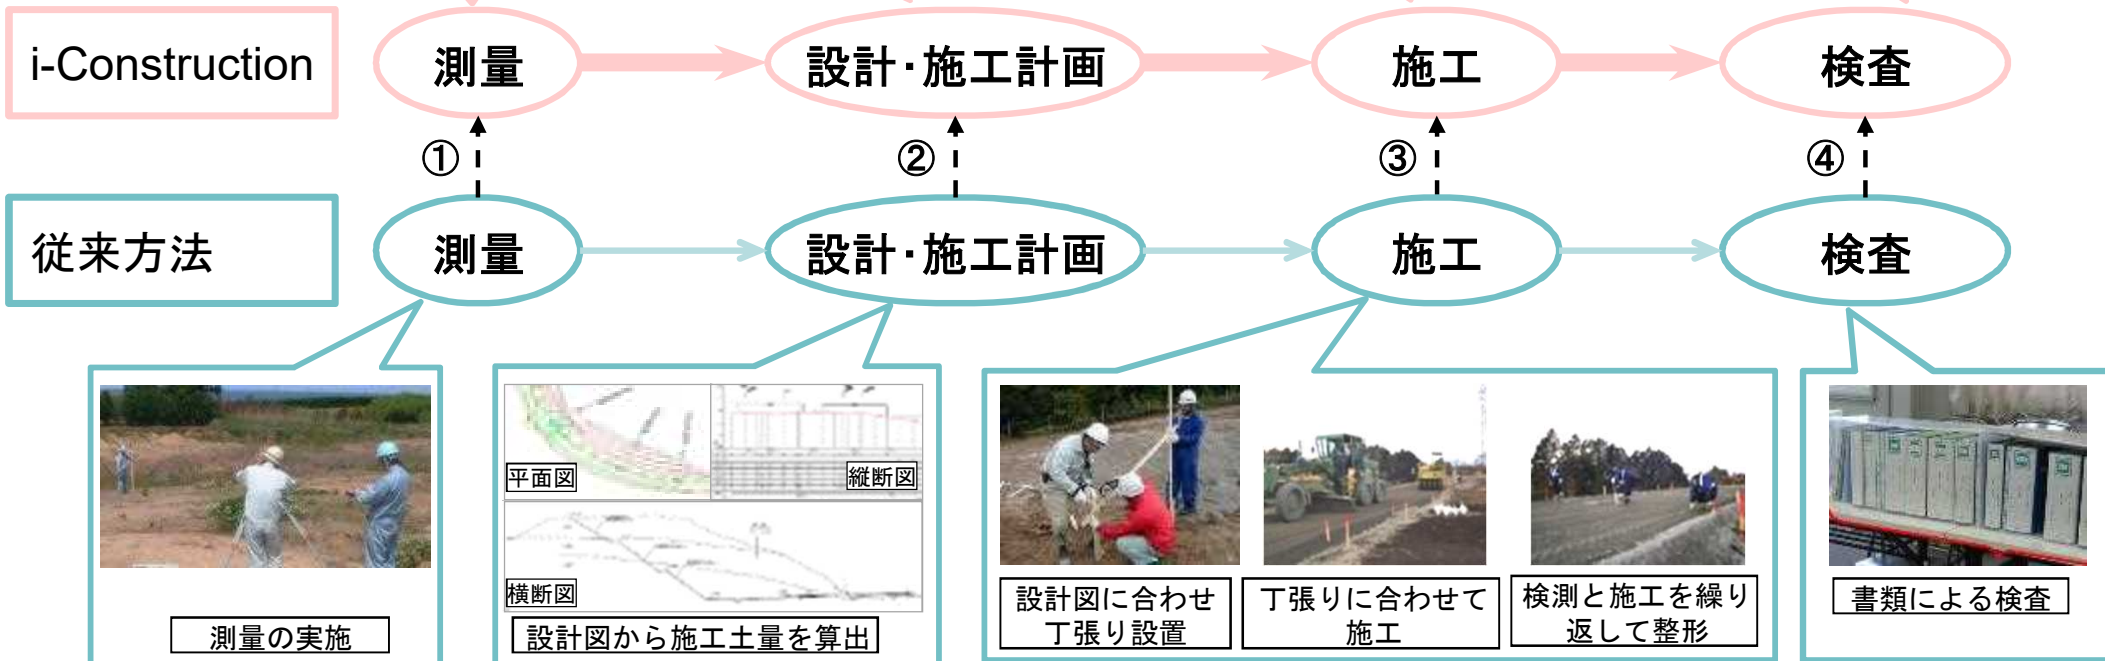 i-Construction
測量
設計・施工計画
施工
検査
①
②
③
④
従来方法
測量
設計・施工計画
施工
検査
平面図
縦断図
横断図
測量の実施
設計図から施工土量を算出
設計図に合わせ
丁張り設置
丁張りに合わせて
施工
検測と施工を繰り
返して整形
書類による検査